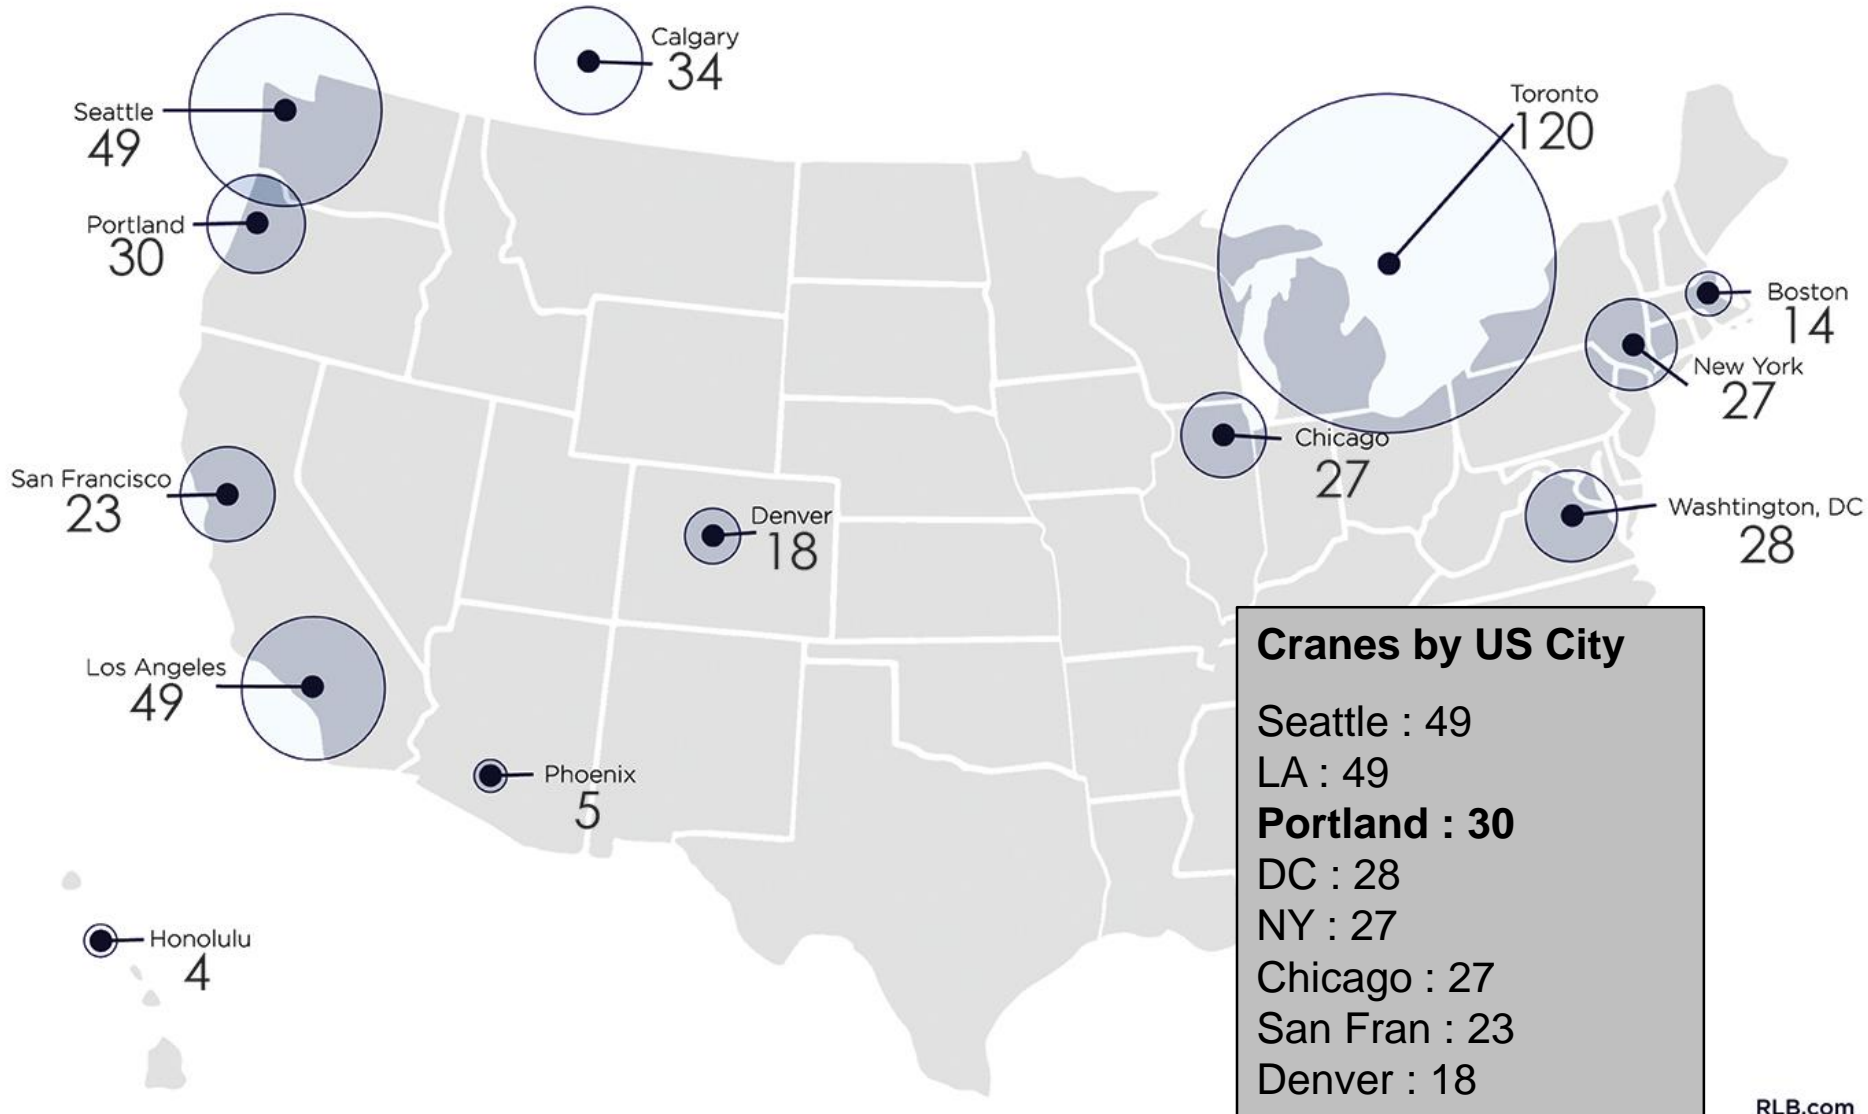 Calgary
34
Seattle
49
Toronto
120
Portland
30
Boston
14
New York
27
Chicago
27
San Francisco
23
Denver
18
Washtington, DC
28
Los Angeles
49
Phoenix
5
Honolulu
4
Cranes by US City
Seattle : 49
LA : 49
Portland : 30
DC : 28
NY : 27
Chicago : 27
San Fran : 23
Denver : 18
RLB.com